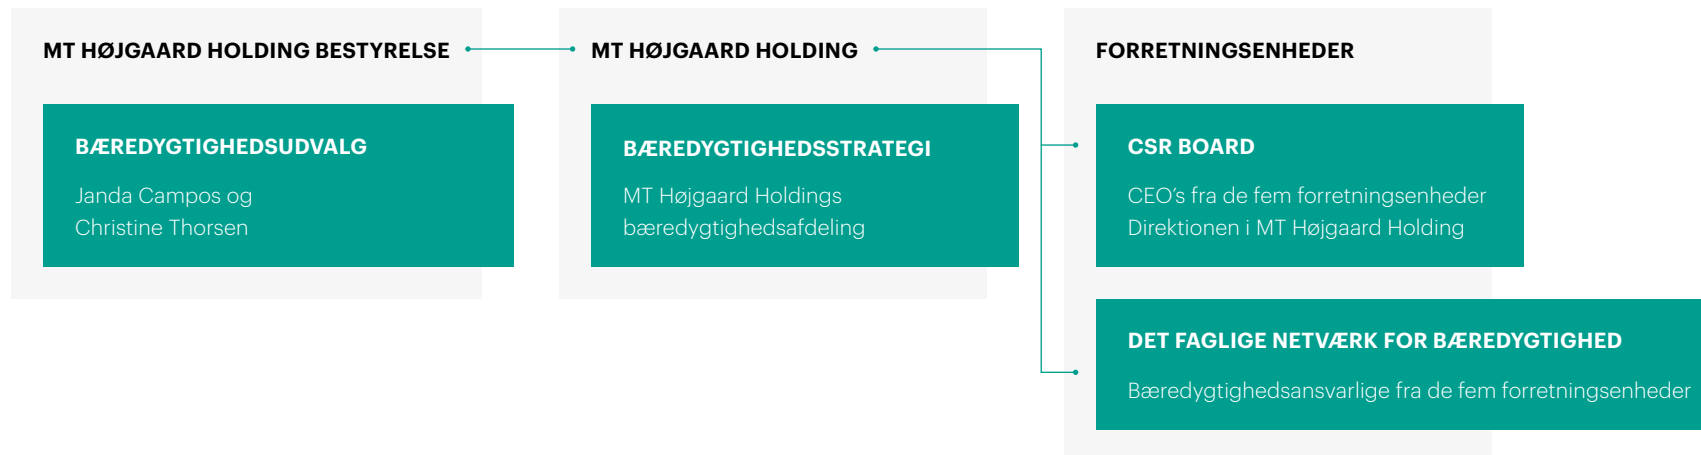 MT HØJGAARD HOLDING BESTYRELSE
BÆREDYGTIGHEDSUDVALG
Janda Campos og
Christine Thorsen
MT HØJGAARD HOLDING
BÆREDYGTIGHEDSSTRATEGI
MT Højgaard Holdings
bæredygtighedsafdeling
FORRETNINGSENHEDER
CSR BOARD
CEO’s fra de fem forretningsenheder
Direktionen i MT Højgaard Holding
DET FAGLIGE NETVÆRK FOR BÆREDYGTIGHED
Bæredygtighedsansvarlige fra de fem forretningsenheder